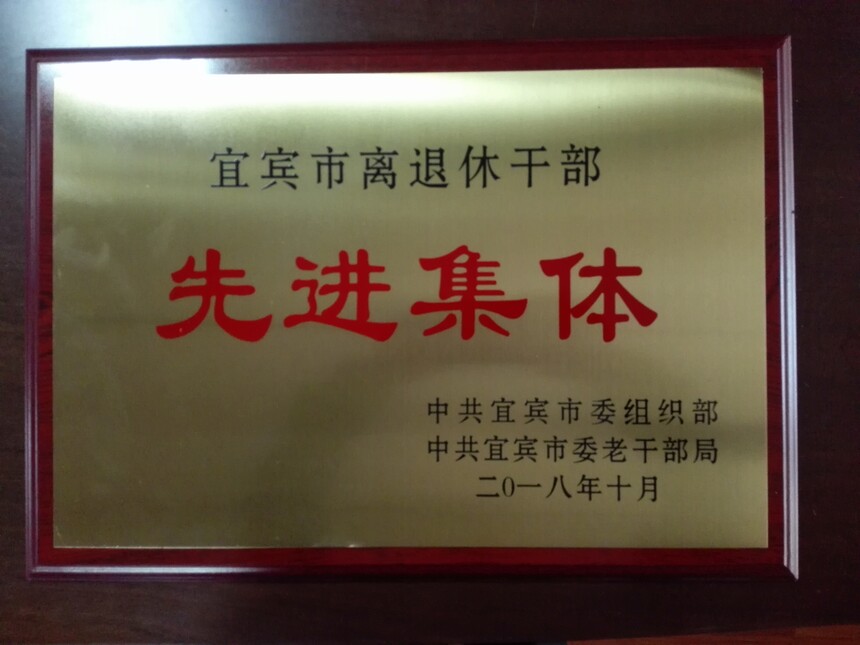 宜宾市离退休干部
先进集体
中共宜宾市委组织部
中共宜宾市委老干部局
二〇一八年十月